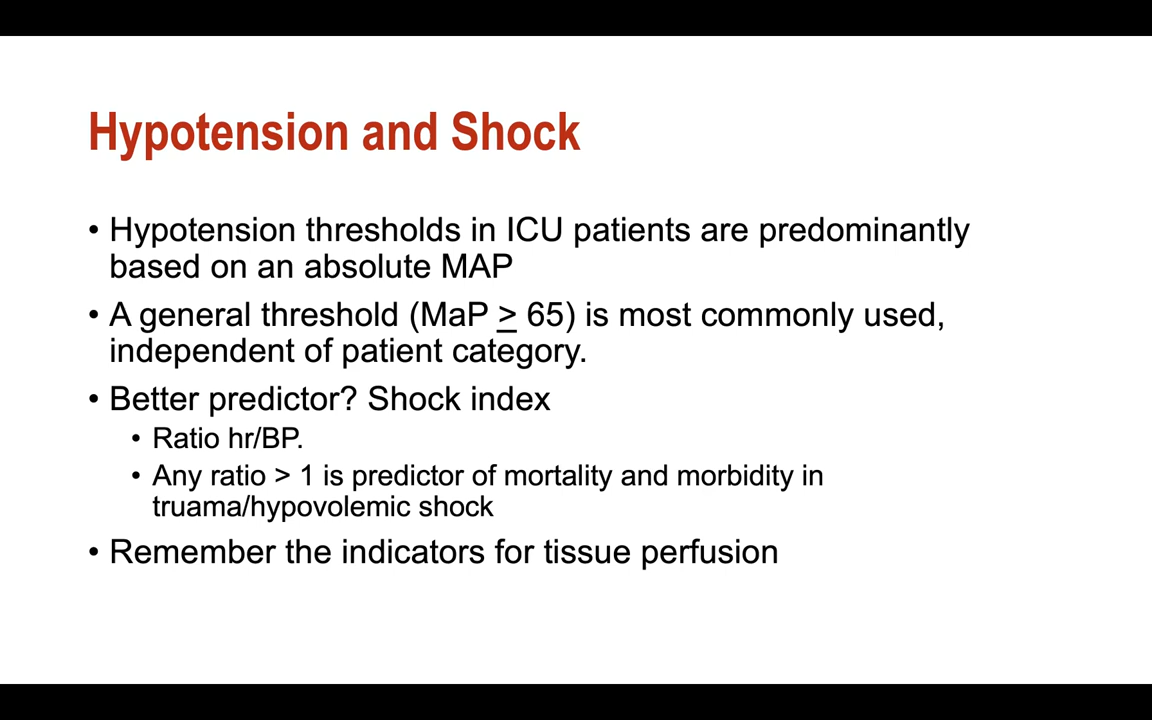 Hypotension and Shock
• Hypotension thresholds in ICU patients are predominantly
based on an absolute MAP
• A general threshold (MaP ≥ 65) is most commonly used,
independent of patient category.
• Better predictor? Shock index
• Ratio hr/BP.
• Any ratio > 1 is predictor of mortality and morbidity in
truama/hypovolemic shock
• Remember the indicators for tissue perfusion